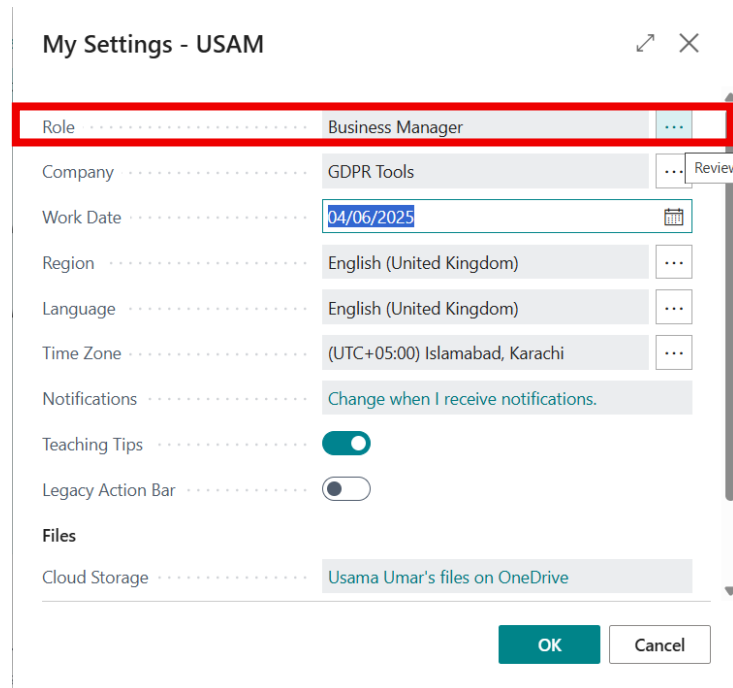 My Settings - USAM
Role Business Manager ...
Company GDPR Tools ...
Review
Work Date 04/06/2025
Region English (United Kingdom) ...
Language English (United Kingdom) ...
Time Zone (UTC+05:00) Islamabad, Karachi ...
Notifications Change when I receive notifications.
Teaching Tips
Legacy Action Bar
Files
Cloud Storage Usama Umar's files on OneDrive
OK Cancel